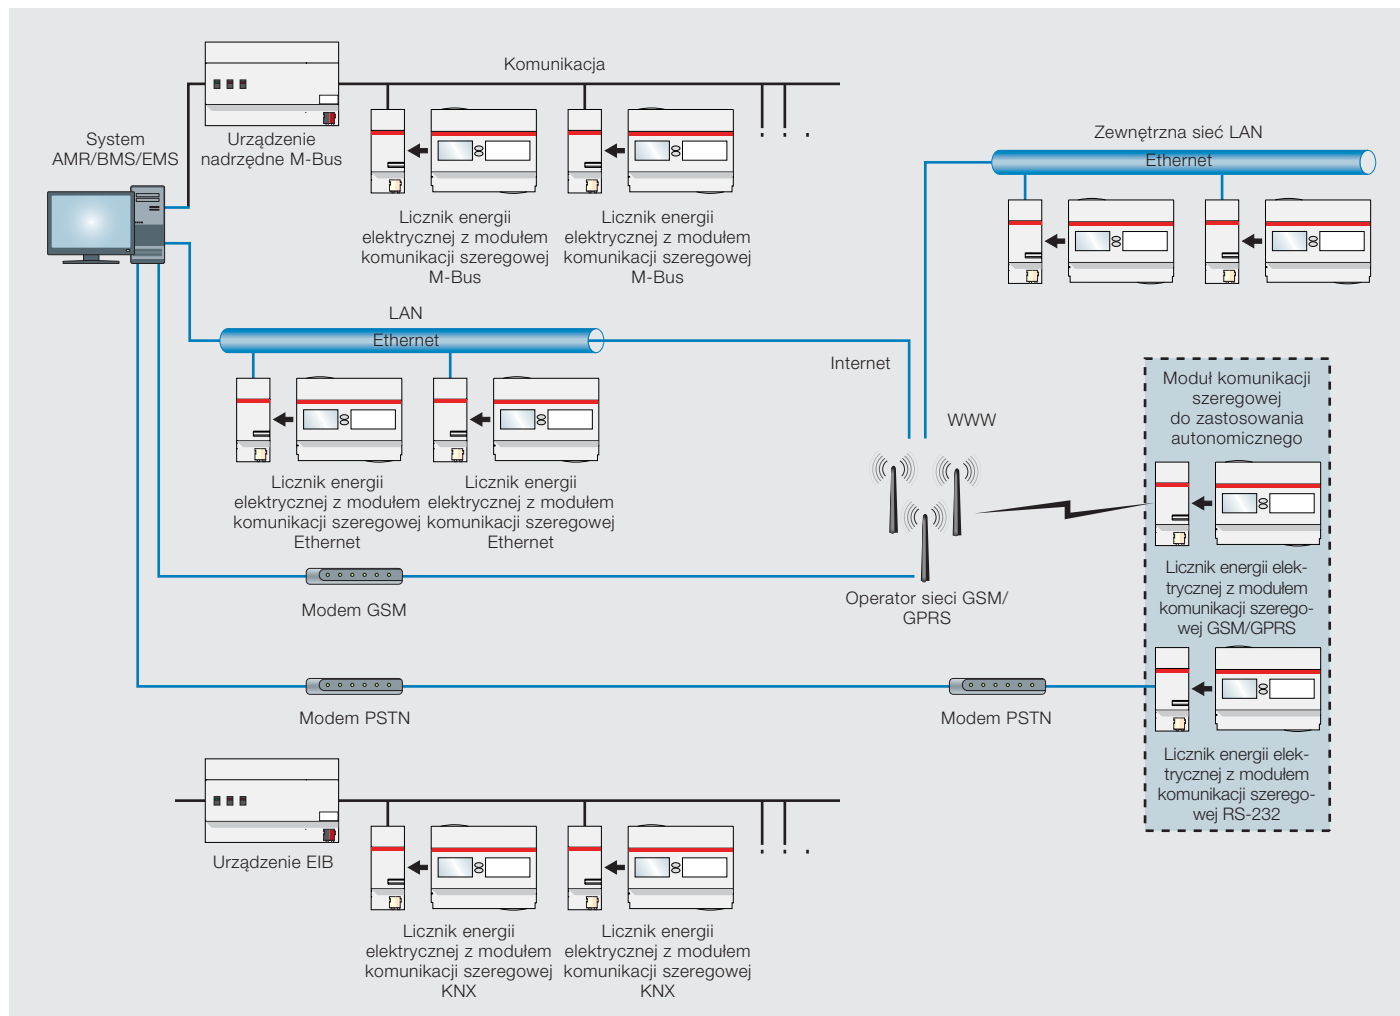 Komunikacja
System
AMR/BMS/EMS
Urządzenie
nadrzędne M-Bus
Licznik energii
elektrycznej z modułem
komunikacji szeregowej
M-Bus
Licznik energii
elektrycznej z modułem
komunikacji szeregowej
M-Bus
Zewnętrzna sieć LAN
Ethernet
LAN
Ethernet
Internet
WWW
Licznik energii
elektrycznej z modułem
komunikacji szeregowej
Ethernet
Licznik energii
elektrycznej z modułem
komunikacji szeregowej
Ethernet
Moduł komunikacji
szeregowej
do zastosowania
autonomicznego
Licznik energii elek-
trycznej z modułem
komunikacji szerego-
wej GSM/GPRS
Modem GSM
Operator sieci GSM/
GPRS
Modem PSTN
Modem PSTN
Licznik energii elek-
trycznej z modułem
komunikacji szerego-
wej RS-232
Urządzenie EIB
Licznik energii
elektrycznej z modułem
komunikacji szeregowej
KNX
Licznik energii
elektrycznej z modułem
komunikacji szeregowej
KNX